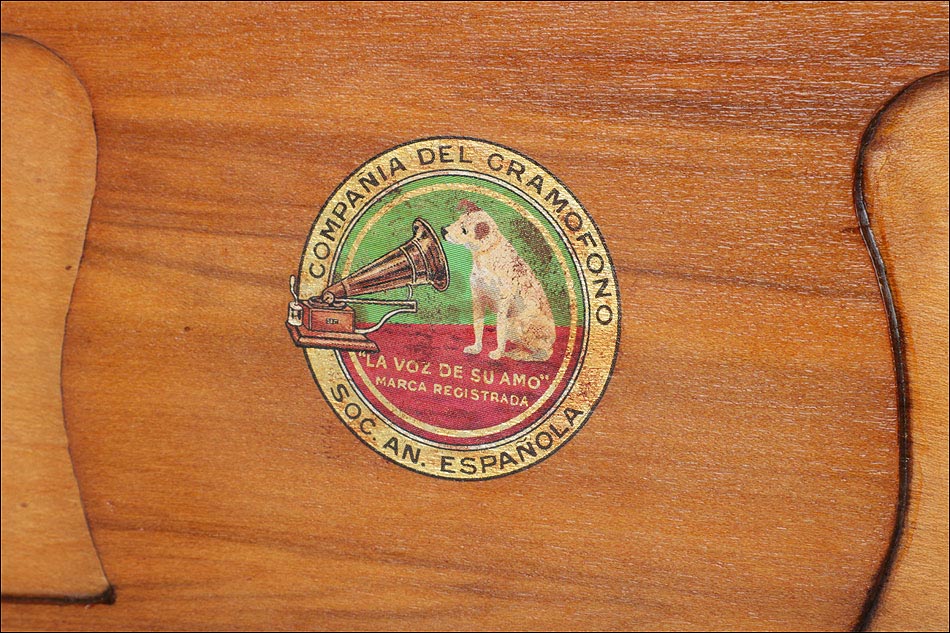 COMPAÑIA DEL GRAMOFONO
"LA VOZ DE SU AMO"
MARCA REGISTRADA
SOC. AN. ESPAÑOLA